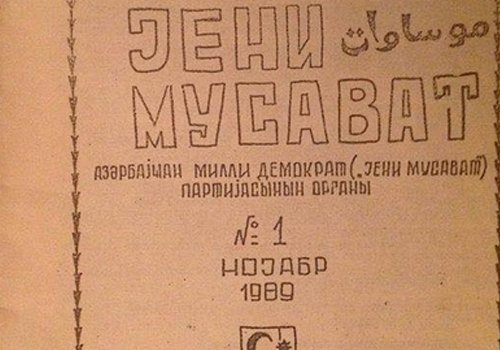 ЈЕНИ موساوات
МУСАВАТ
АЗӘРБАЈҸАН МИЛЛИ ДЕМОКРАТ („ЈЕНИ МУСАВАТ")
ПАРТИЈАСЫНЫН ОРГАНЫ
№ 1
НОЈАБР
1989